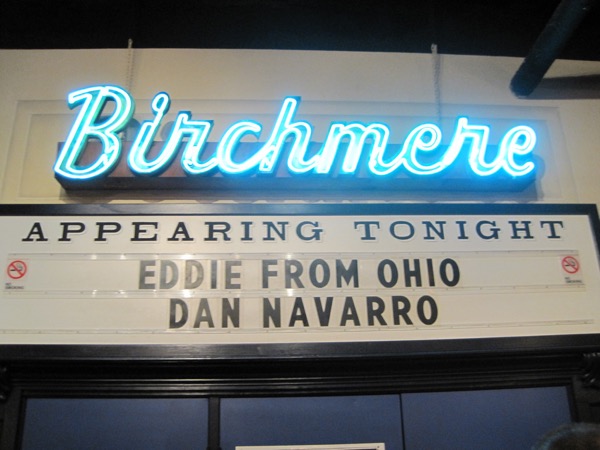 Birchmere
APPEARING TONIGHT
EDDIE FROM OHIO
DAN NAVARRO